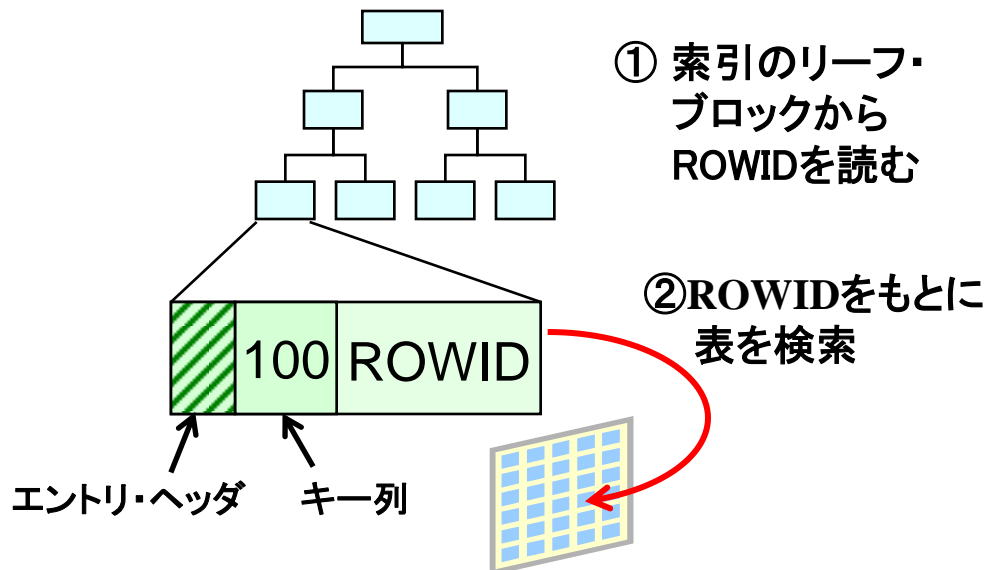 ① 索引のリーフ・
ブロックから
ROWIDを読む
②ROWIDをもとに
表を検索
100
ROWID
エントリ・ヘッダ
キー列